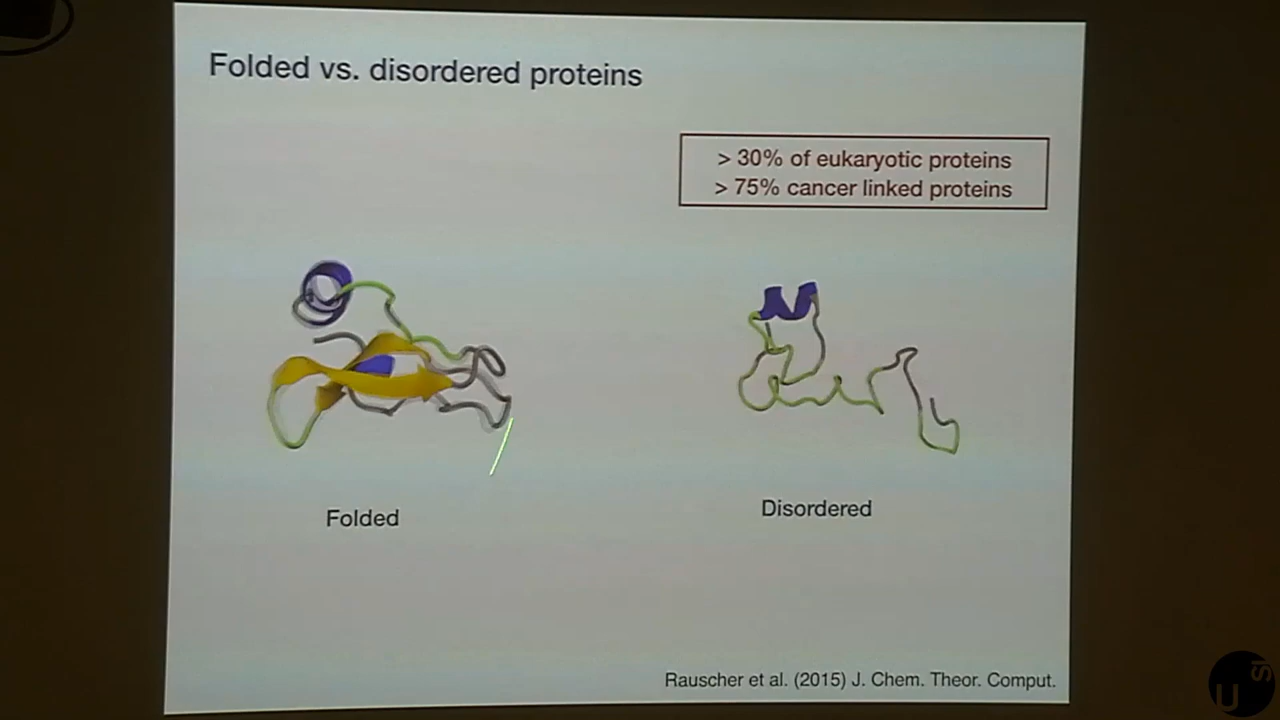 Folded vs. disordered proteins
> 30% of eukaryotic proteins
> 75% cancer linked proteins
Folded
Disordered
Rauscher et al. (2015) J. Chem. Theor. Comput.
U
SI